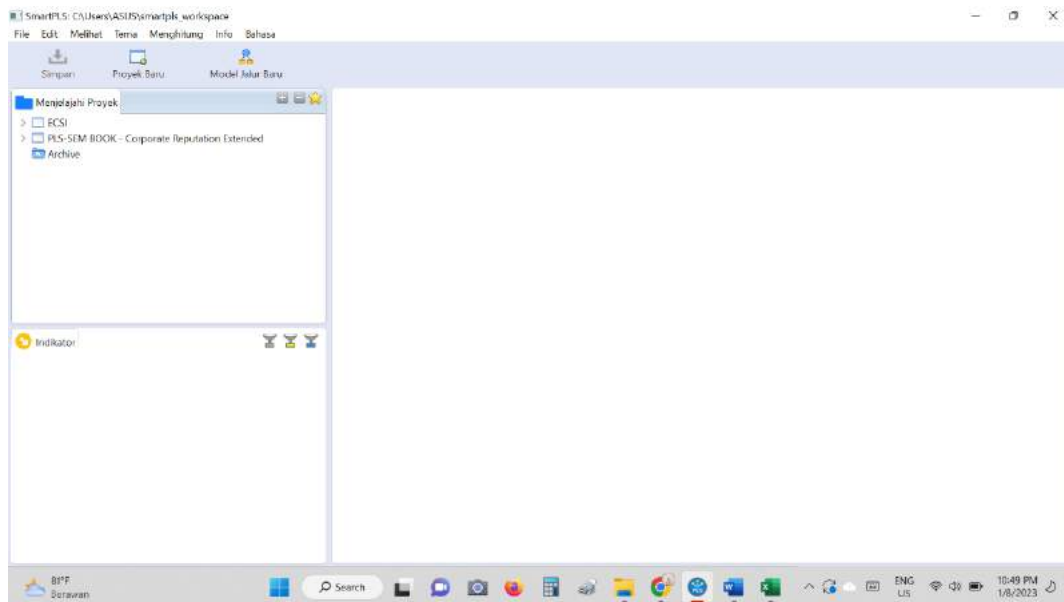 SmartPLS: C:\Users\ASUS\smartpls_workspace
File Edit Melihat Tema Menghitung Info Bahasa
Simpan Proyek Baru Model Jalur Baru
Menjelajahi Proyek
ECSI
PLS-SEM BOOK - Corporate Reputation Extended
Archive
Indikator
81°F
Berawan
Search
ENG
US
10:49 PM
1/8/2023